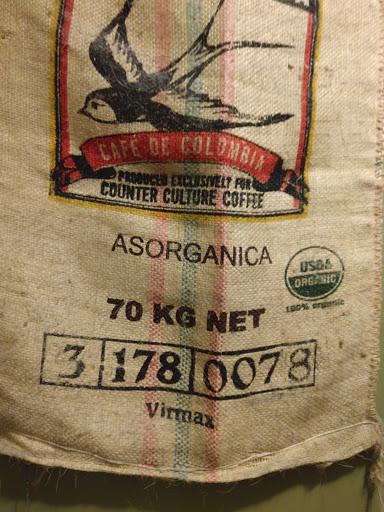 CAFE DE COLOMBIA
PRODUCED EXCLUSIVELY FOR
COUNTER CULTURE COFFEE
ASORGANICA
USDA
ORGANIC
100% organic
70 KG NET
3 178 0078
Virmax